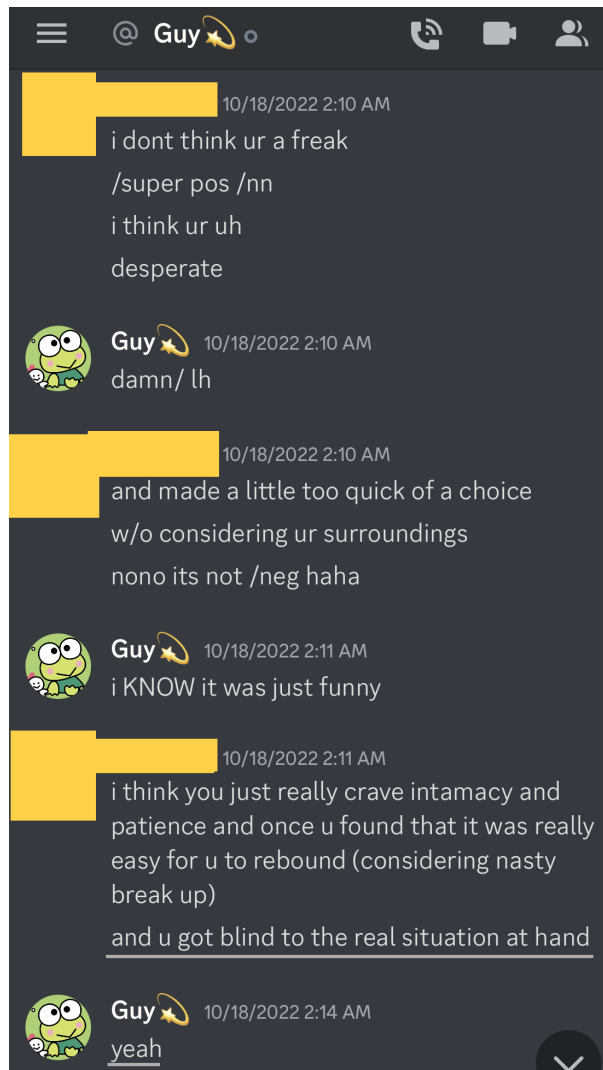 @ Guy💫
10/18/2022 2:10 AM
i dont think ur a freak
/super pos /nn
i think ur uh
desperate
Guy💫 10/18/2022 2:10 AM
damn/ lh
10/18/2022 2:10 AM
and made a little too quick of a choice
w/o considering ur surroundings
nono its not /neg haha
Guy💫 10/18/2022 2:11 AM
i KNOW it was just funny
10/18/2022 2:11 AM
i think you just really crave intamacy and
patience and once u found that it was really
easy for u to rebound (considering nasty
break up)
and u got blind to the real situation at hand
Guy💫 10/18/2022 2:14 AM
yeah